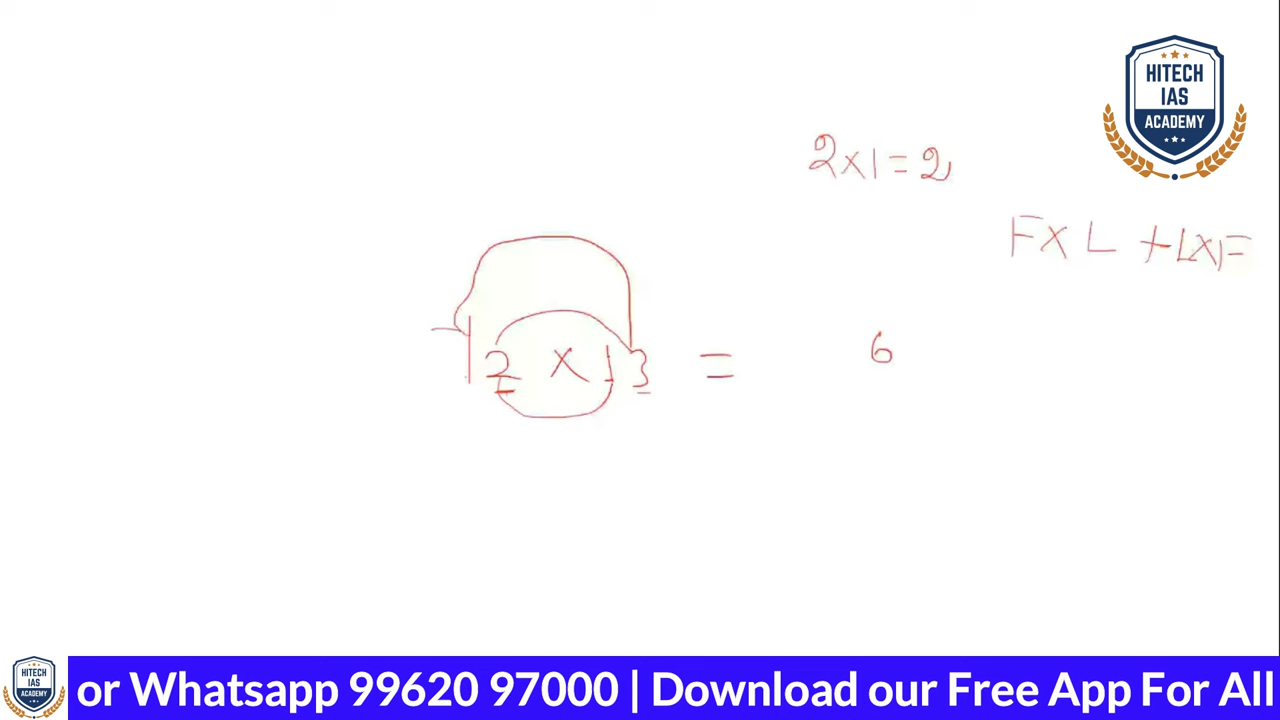 HITECH
IAS
ACADEMY
2x1=2
FxL +LxF
12 x 13 = 6
HITECH
IAS
ACADEMY
or Whatsapp 99620 97000 | Download our Free App For All